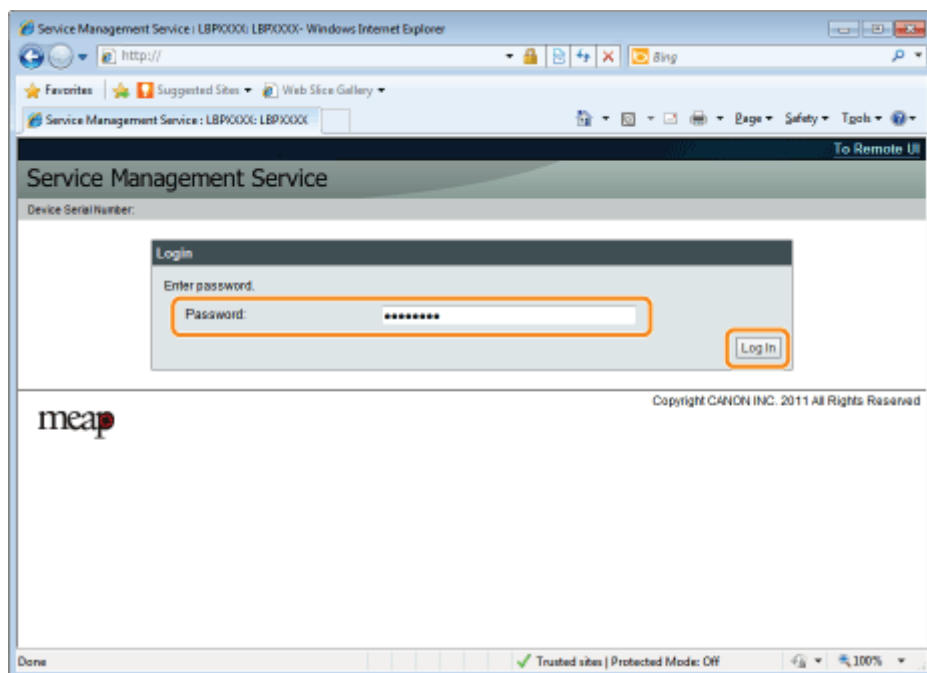 Service Management Service : LBPXXXX: LBPXXXX- Windows Internet Explorer
http://
Bing
Favorites
Suggested Sites
Web Slice Gallery
Service Management Service : LBPXXXX: LBPXXXX
Page
Safety
Tools
To Remote UI
Service Management Service
Device Serial Number:
Login
Enter password.
Password: ••••••••
Log In
Copyright CANON INC. 2011 All Rights Reserved
meap
Done
Trusted sites | Protected Mode: Off
100%